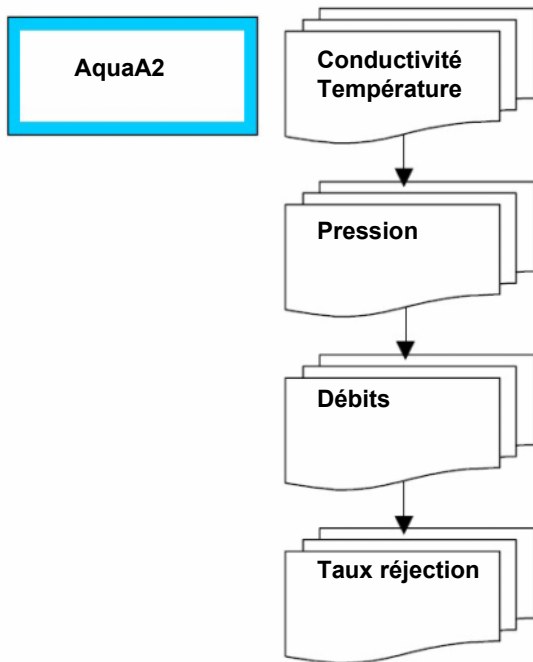 AquaA2
Conductivité
Température
Pression
Débits
Taux réjection